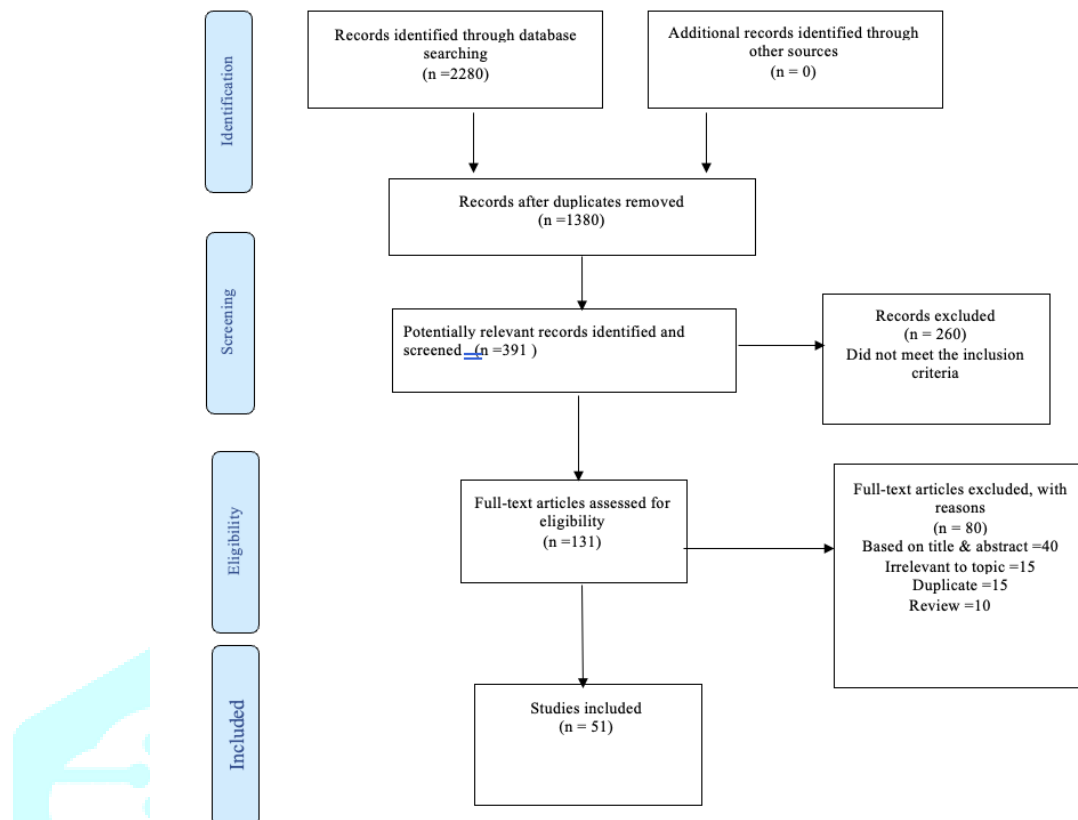 Identification
Records identified through database
searching
(n =2280)
Additional records identified through
other sources
(n = 0)
Records after duplicates removed
(n =1380)
Screening
Potentially relevant records identified and
screened (n =391 )
Records excluded
(n = 260)
Did not meet the inclusion
criteria
Eligibility
Full-text articles assessed for
eligibility
(n =131)
Full-text articles excluded, with
reasons
(n = 80)
Based on title & abstract =40
Irrelevant to topic =15
Duplicate =15
Review =10
Included
Studies included
(n = 51)